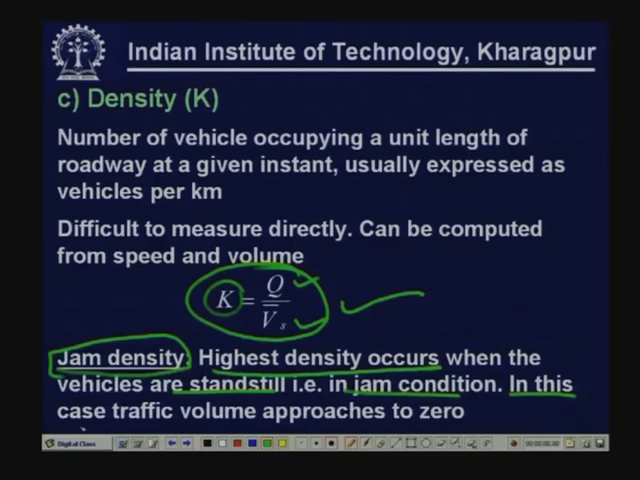 Indian Institute of Technology, Kharagpur
c) Density (K)
Number of vehicle occupying a unit length of
roadway at a given instant, usually expressed as
vehicles per km
Difficult to measure directly. Can be computed
from speed and volume
K = Q / V̅s
Jam density. Highest density occurs when the
vehicles are standstill i.e. in jam condition. In this
case traffic volume approaches to zero
Digital Class